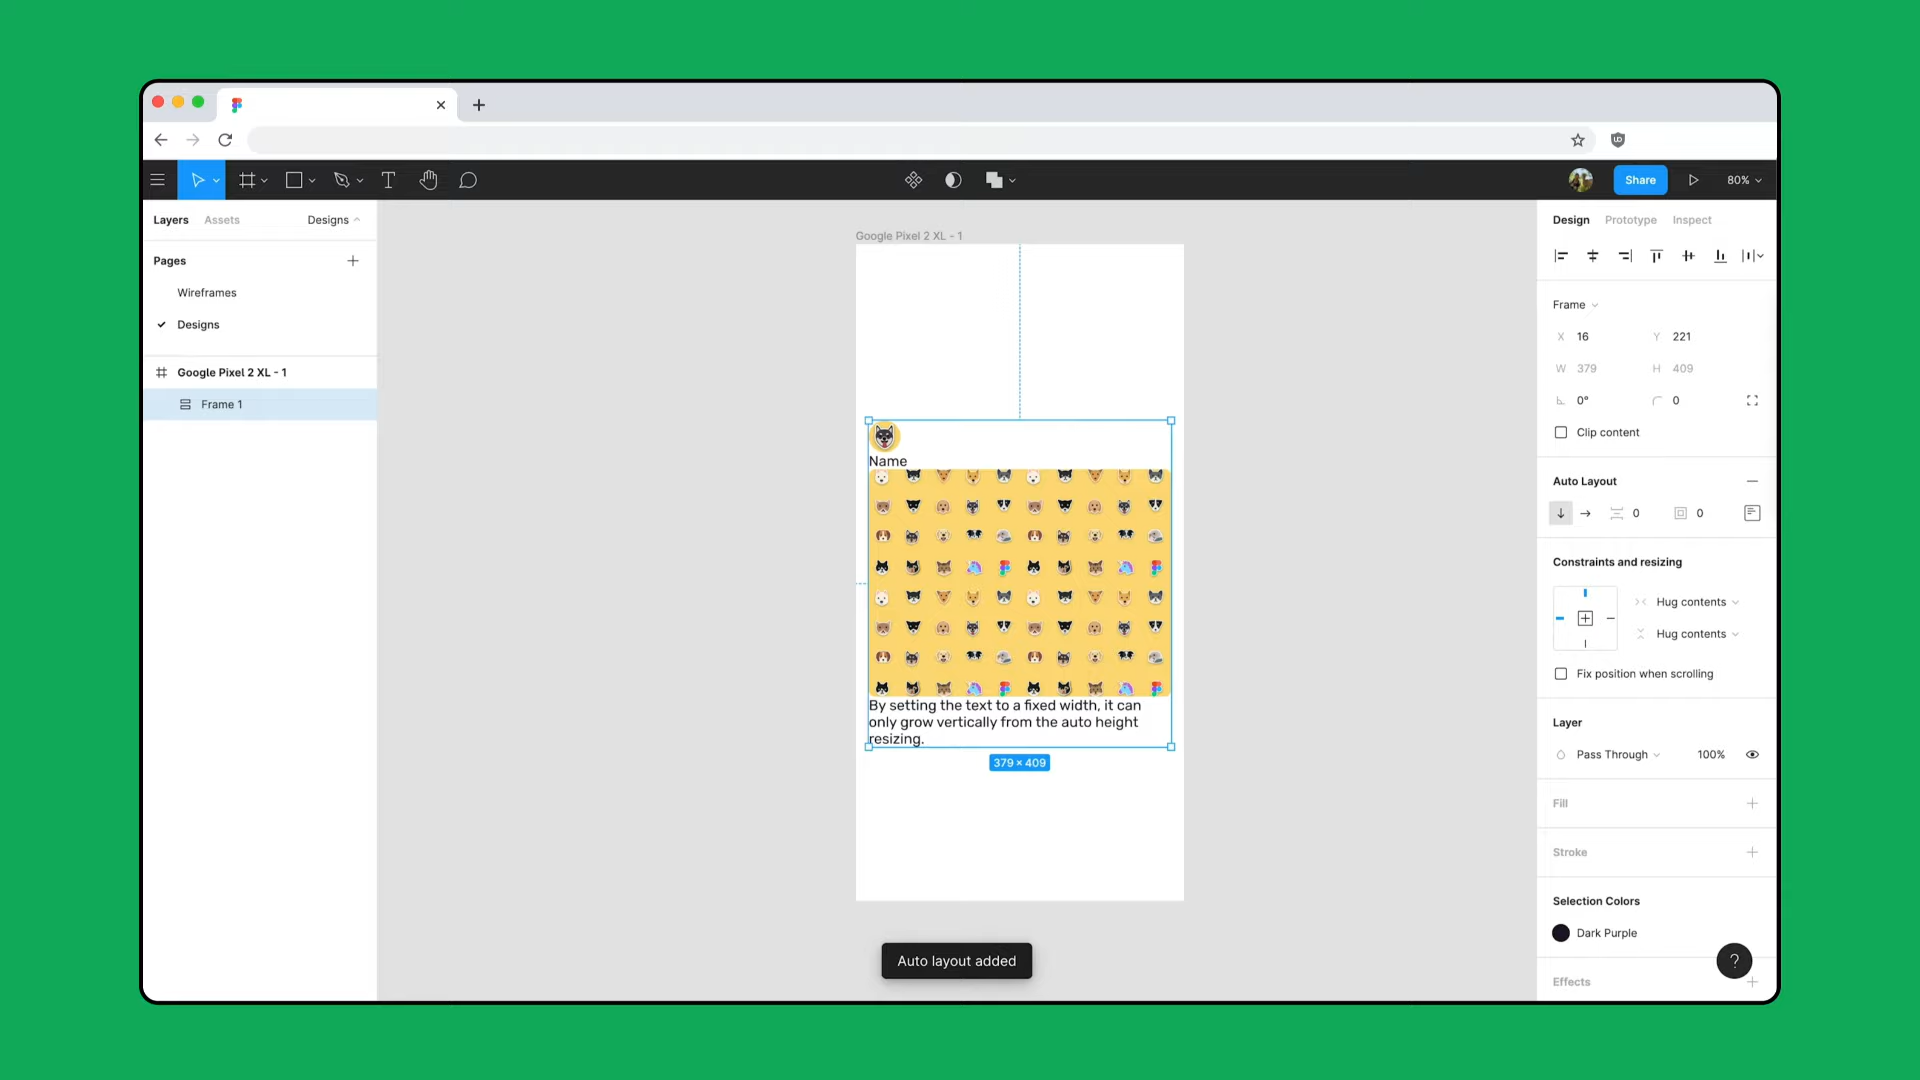 80%
Share
Layers
Assets
Designs
Pages
Wireframes
Designs
Google Pixel 2 XL - 1
Frame 1
Google Pixel 2 XL - 1
Name
By setting the text to a fixed width, it can
only grow vertically from the auto height
resizing.
379 × 409
Auto layout added
Design
Prototype
Inspect
Frame
X 16
Y 221
W 379
H 409
0°
0
Clip content
Auto Layout
0
0
Constraints and resizing
Hug contents
Hug contents
Fix position when scrolling
Layer
Pass Through
100%
Fill
Stroke
Selection Colors
Dark Purple
Effects
?